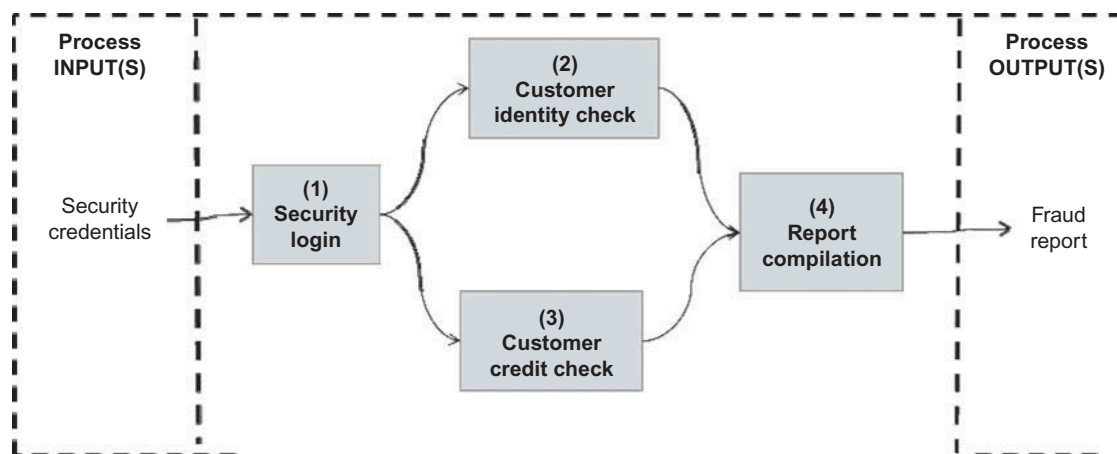 Process
INPUT(S)
Security
credentials
(1)
Security
login
(2)
Customer
identity check
(3)
Customer
credit check
(4)
Report
compilation
Process
OUTPUT(S)
Fraud
report